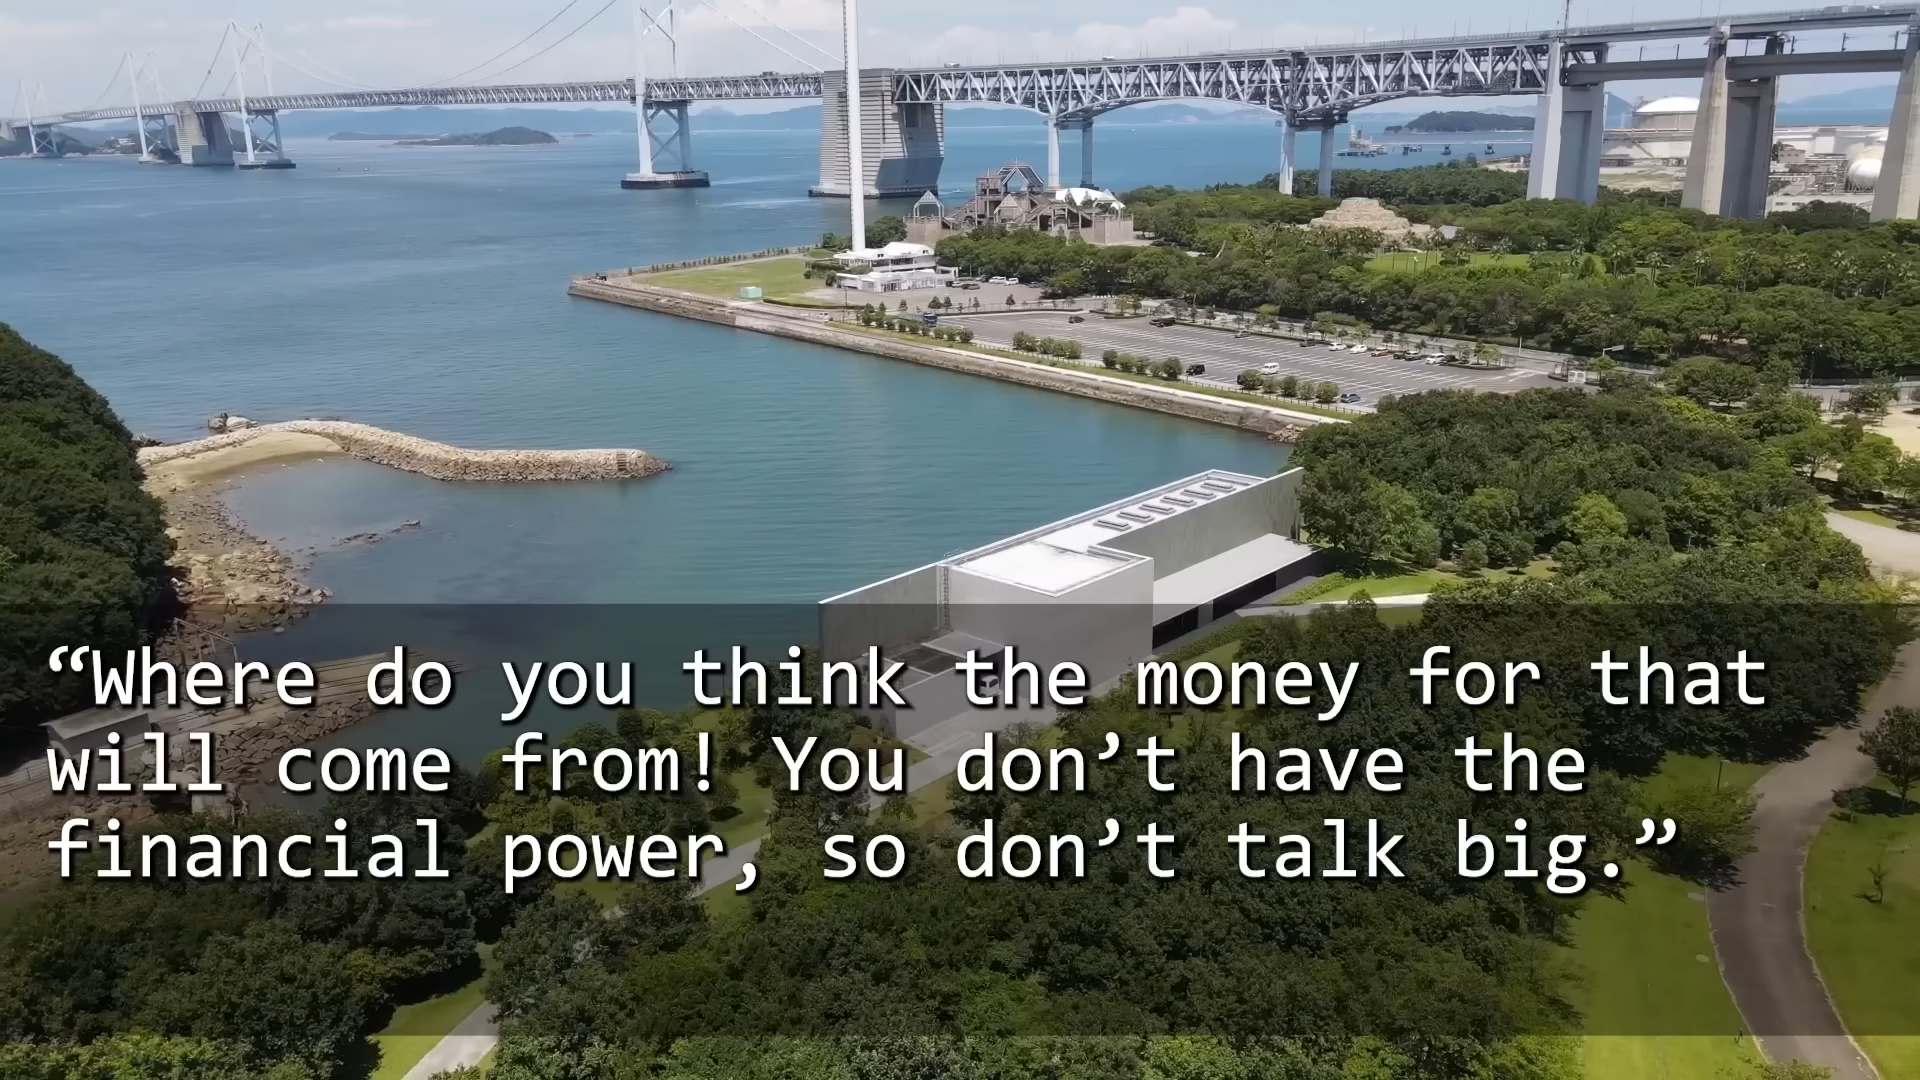 “Where do you think the money for that
will come from! You don’t have the
financial power, so don’t talk big.”